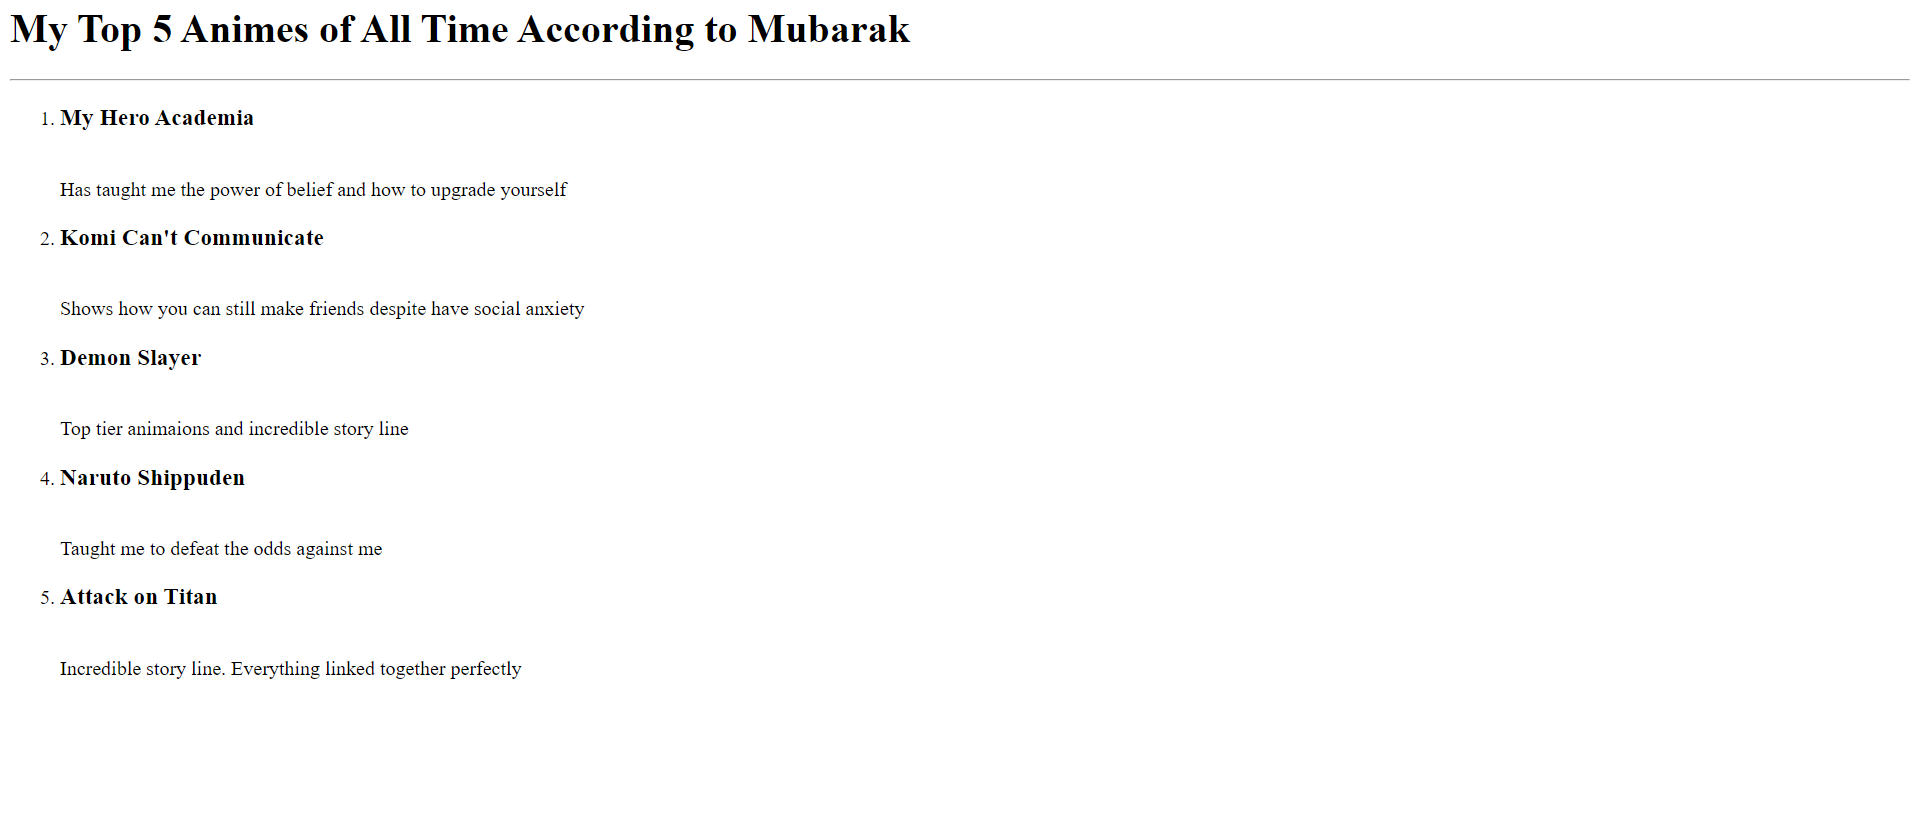 My Top 5 Animes of All Time According to Mubarak
1. My Hero Academia
Has taught me the power of belief and how to upgrade yourself
2. Komi Can't Communicate
Shows how you can still make friends despite have social anxiety
3. Demon Slayer
Top tier animaions and incredible story line
4. Naruto Shippuden
Taught me to defeat the odds against me
5. Attack on Titan
Incredible story line. Everything linked together perfectly